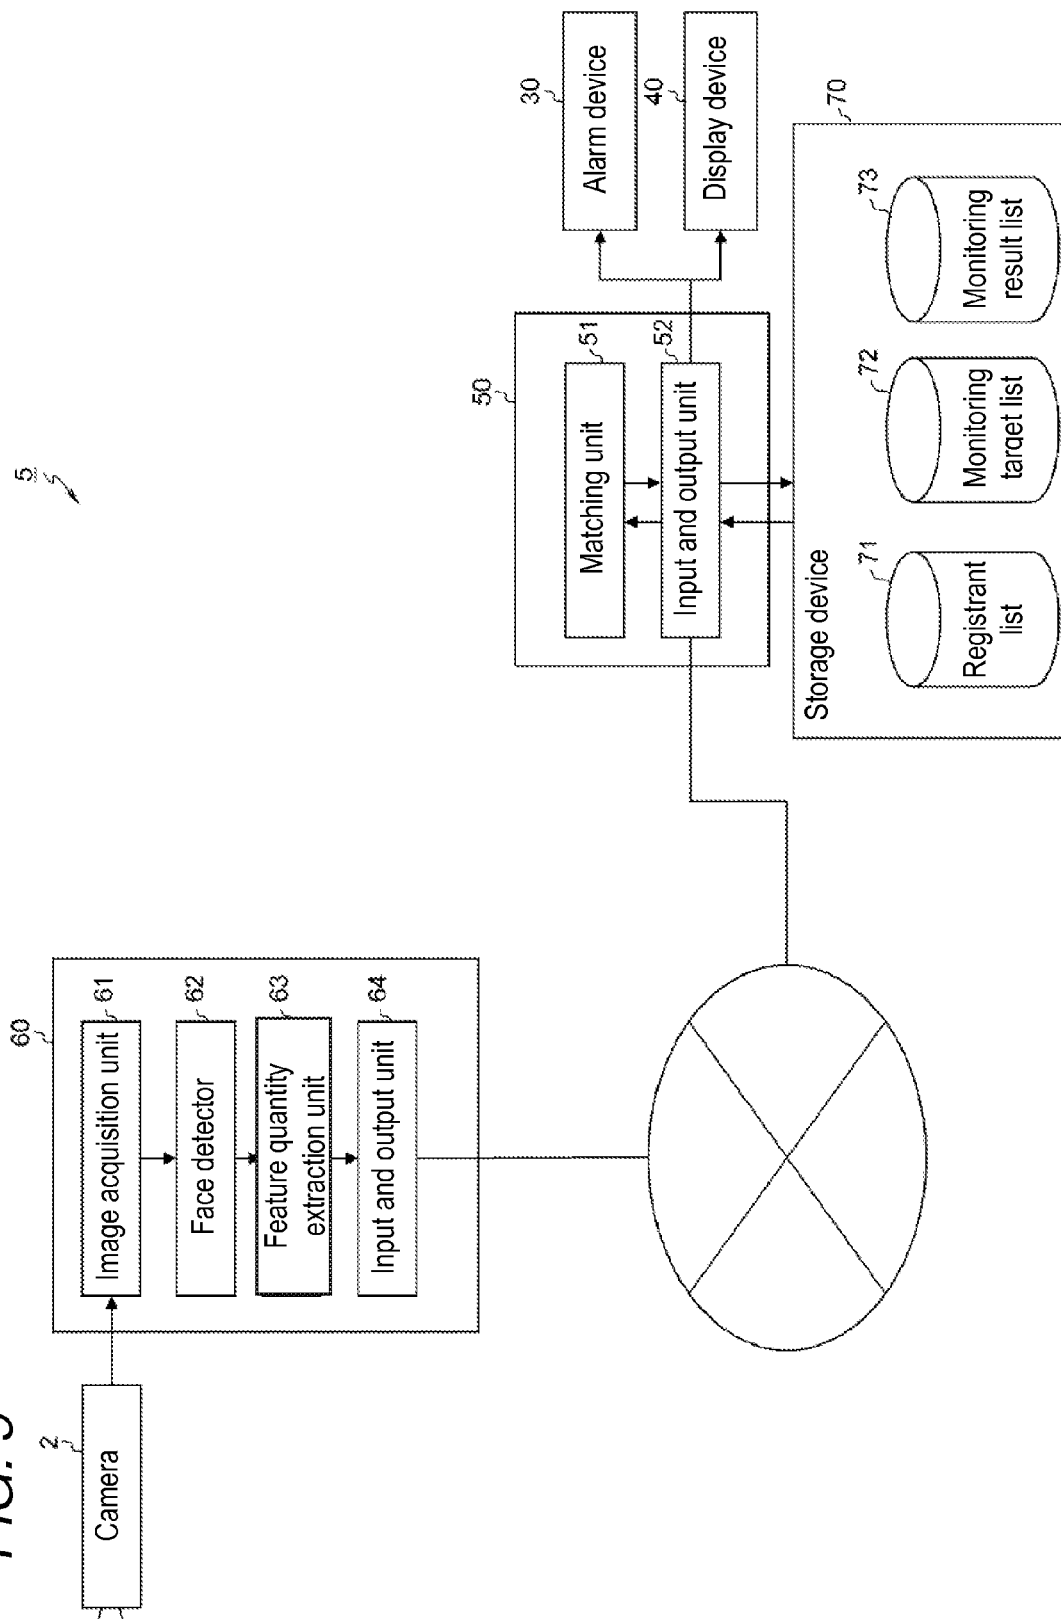 FIG.
5
2
Camera
60
Image acquisition unit
61
Face detector
62
Feature quantity
extraction unit
63
Input and output unit
64
50
Matching unit
51
Input and output unit
52
30
Alarm device
40
Display device
70
Storage device
71
Registrant
list
72
Monitoring
target list
73
Monitoring
result list